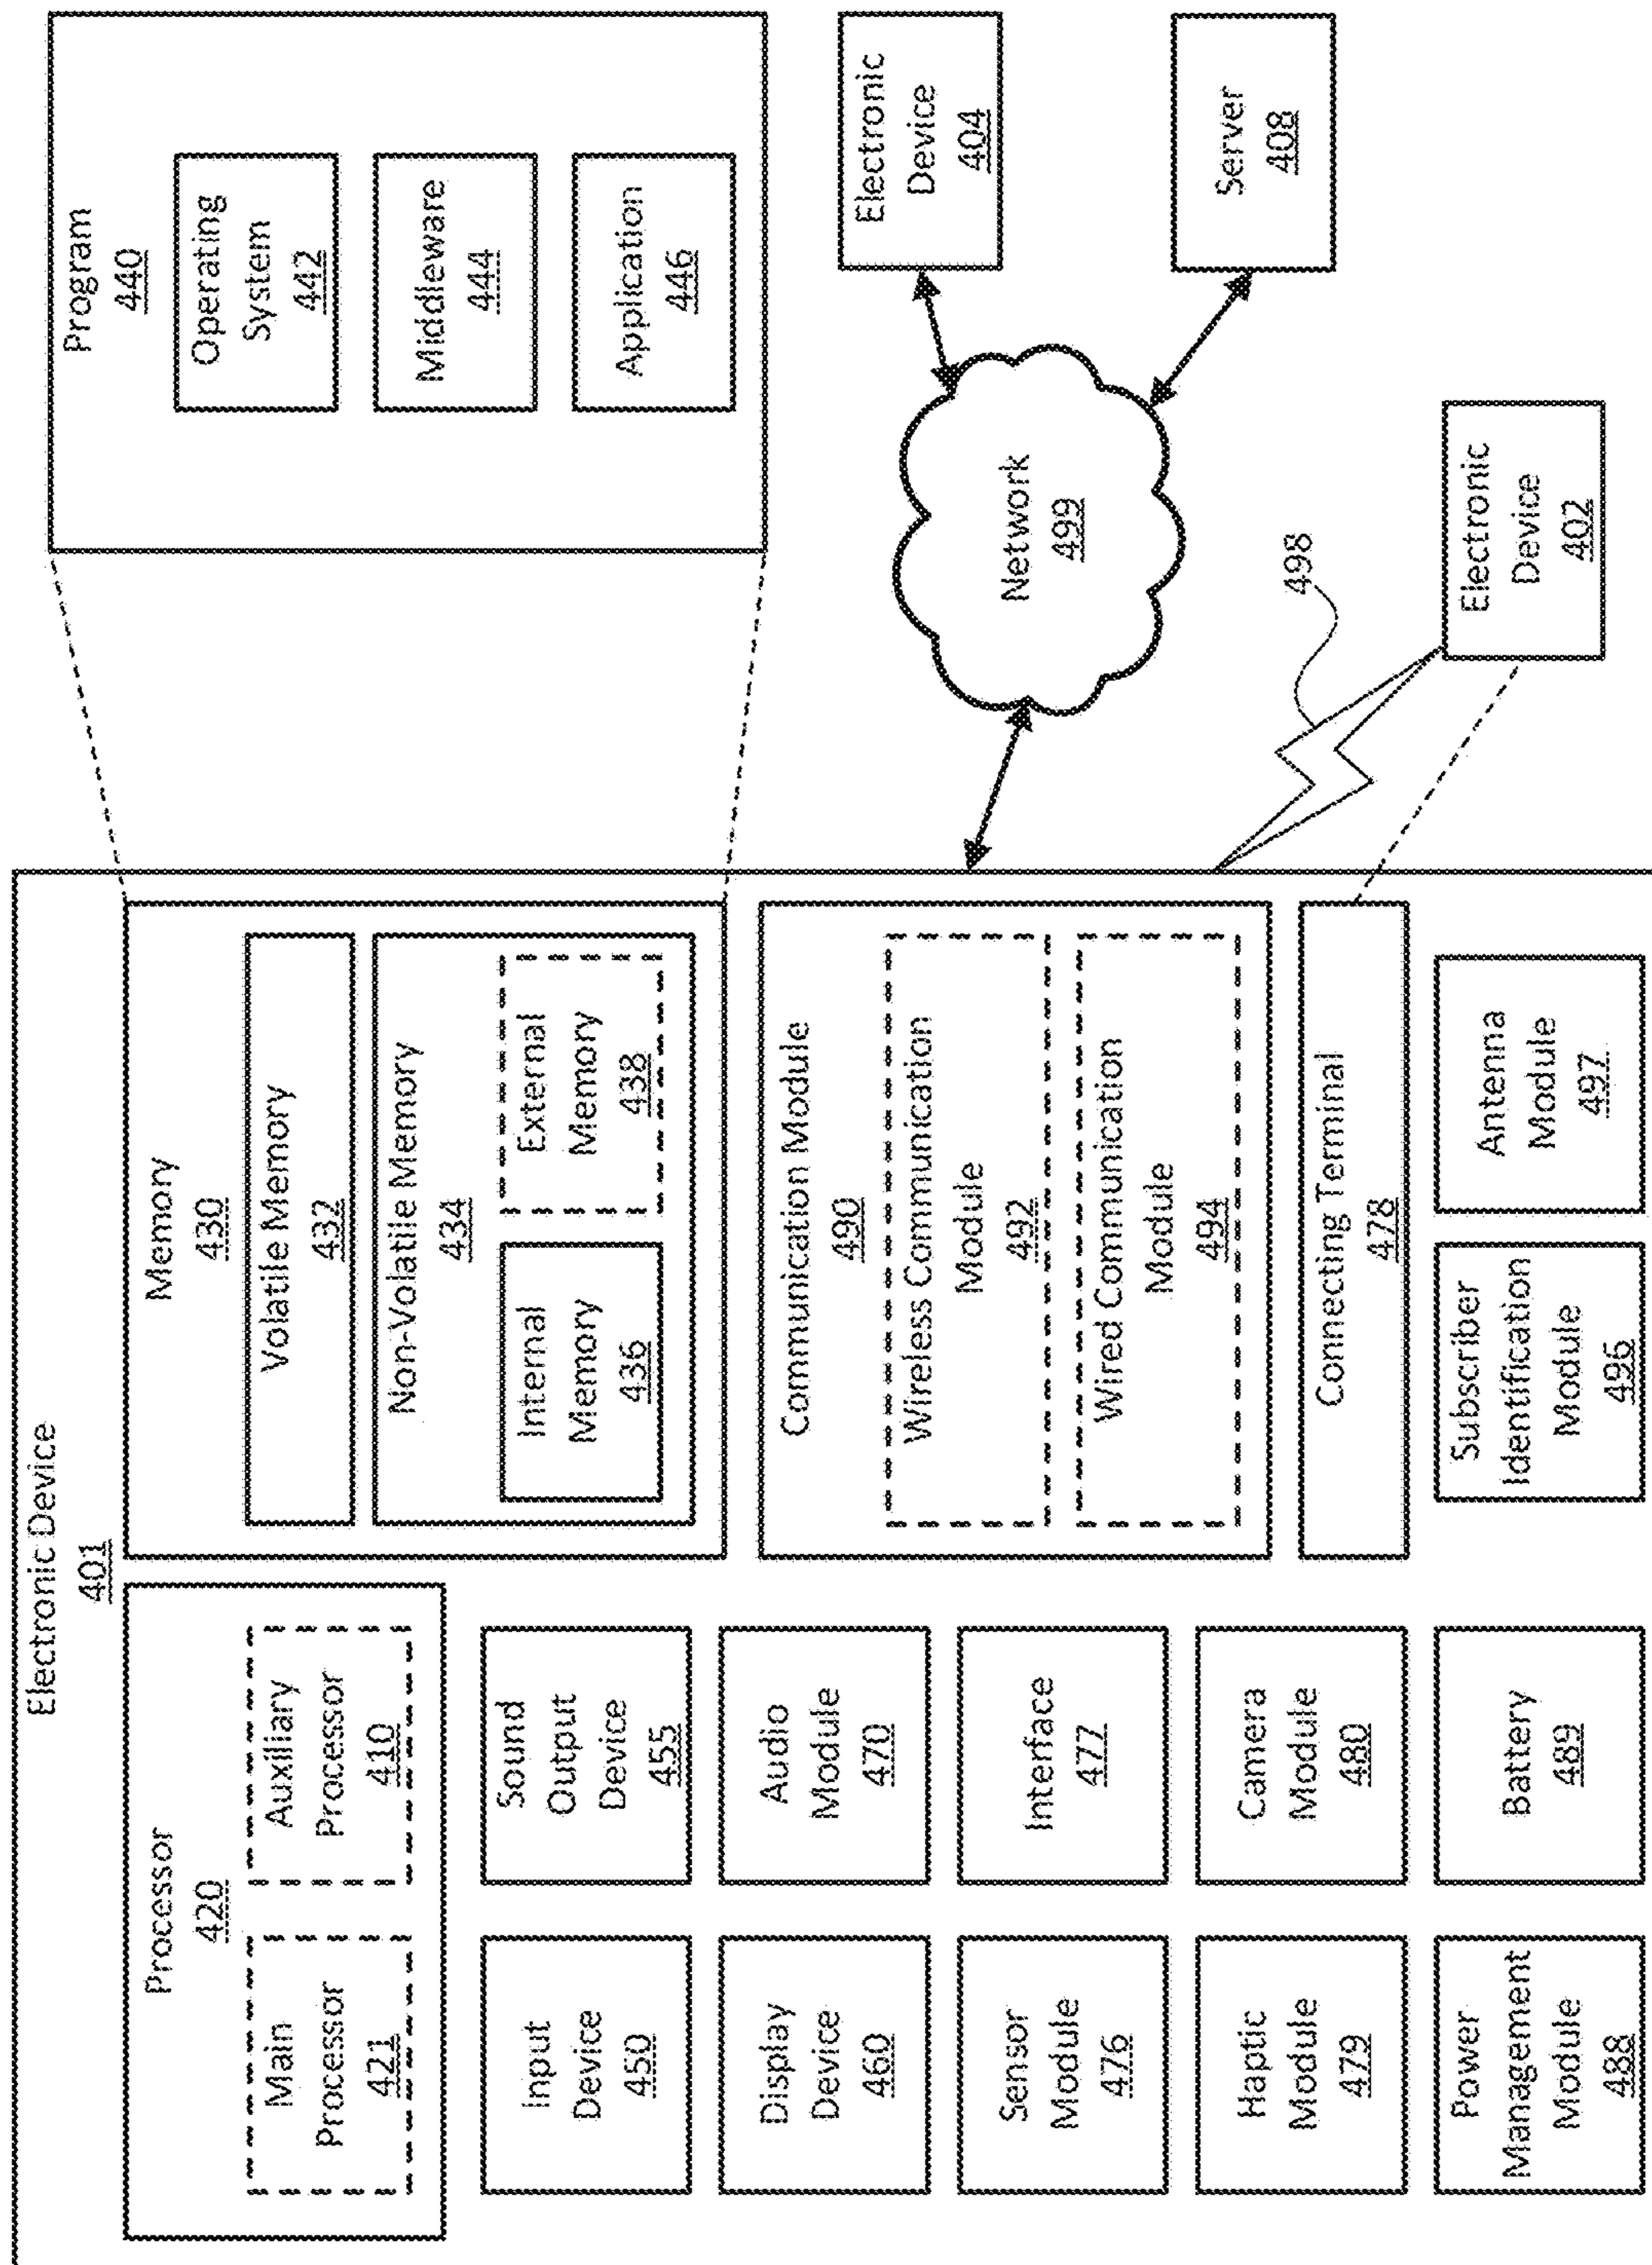 Electronic Device
401
Processor
420
Main
Processor
421
Auxiliary
Processor
410
Input
Device
450
Sound
Output
Device
455
Display
Device
460
Audio
Module
470
Sensor
Module
476
Interface
477
Haptic
Module
479
Camera
Module
480
Power
Management
Module
488
Battery
489
Memory
430
Volatile Memory
432
Non-Volatile Memory
434
Internal
Memory
436
External
Memory
438
Communication Module
490
Wireless Communication
Module
492
Wired Communication
Module
494
Connecting Terminal
478
Subscriber
Identification
Module
496
Antenna
Module
497
Program
440
Operating
System
442
Middleware
444
Application
446
Network
499
Electronic
Device
404
Server
408
498
Electronic
Device
402